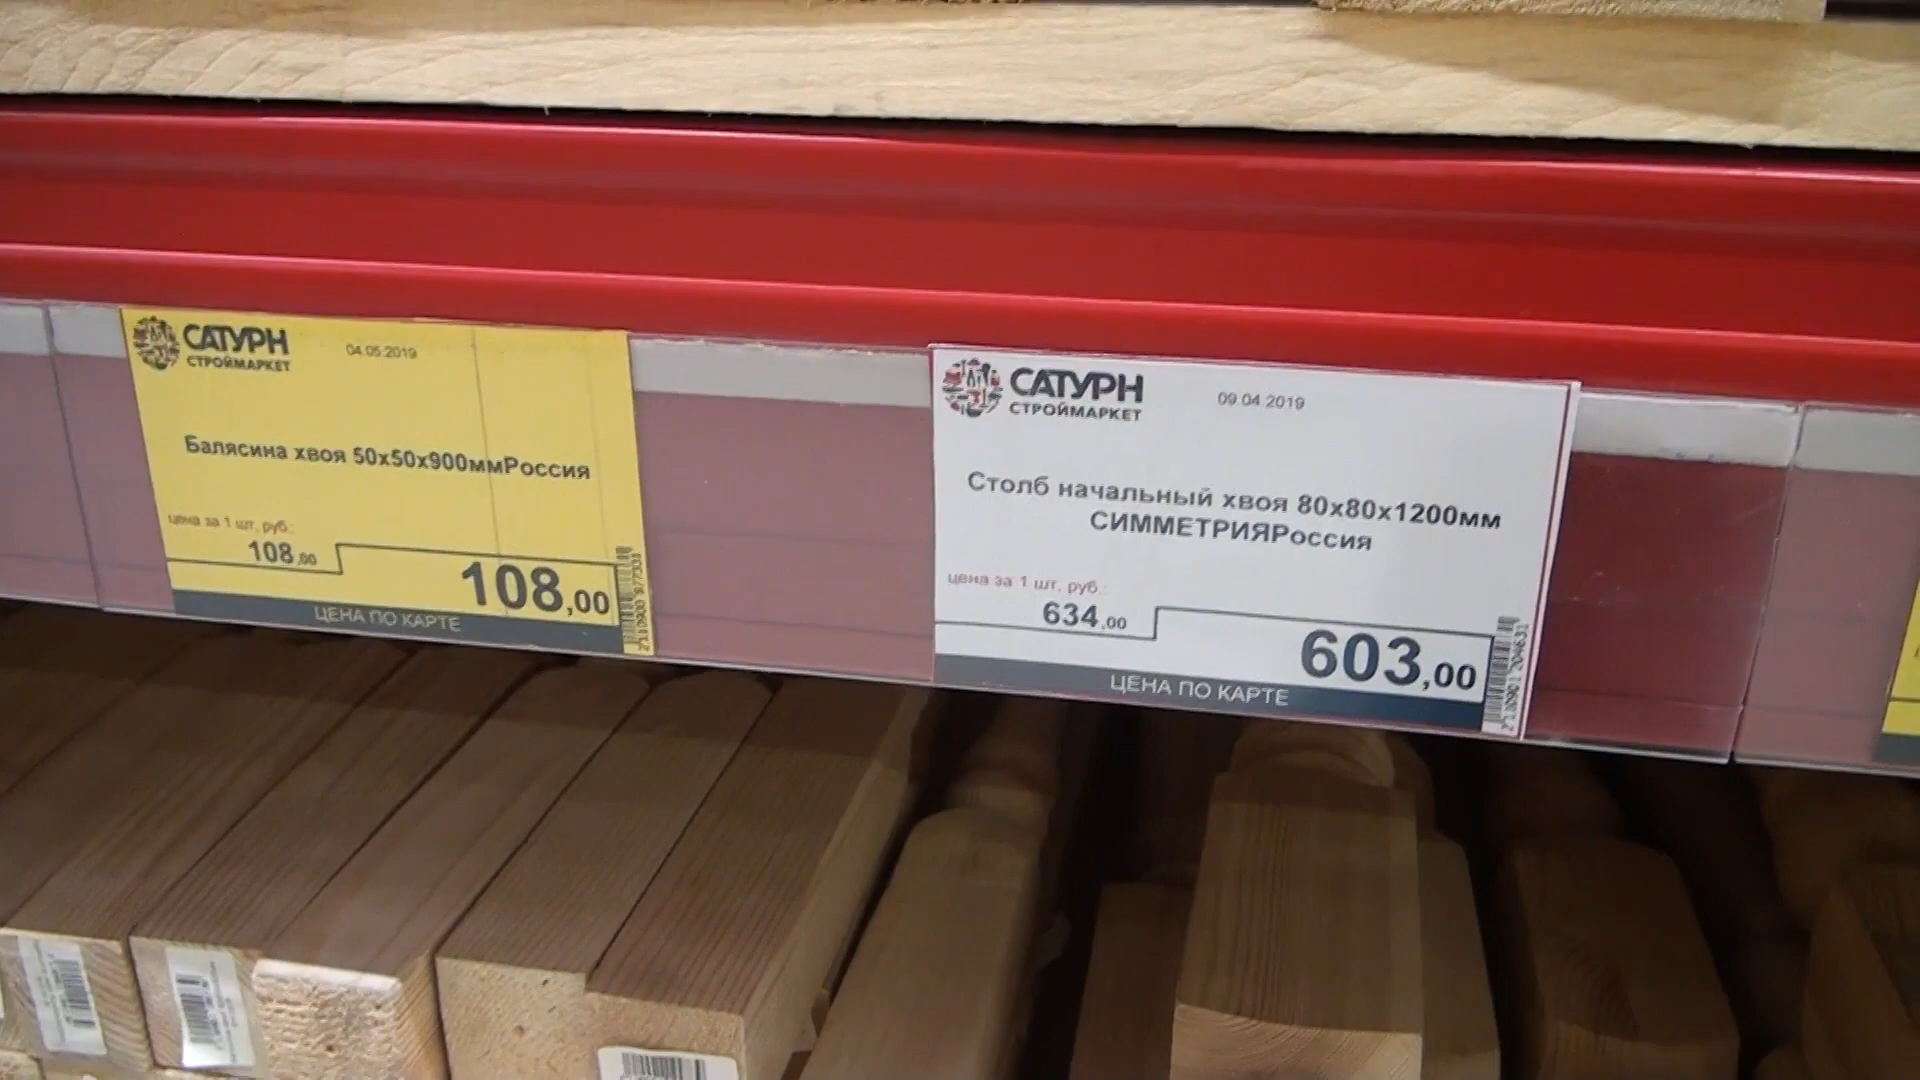 САТУРН
СТРОЙМАРКЕТ
04.05.2019
Балясина хвоя 50х50х900ммРоссия
цена за 1 шт, руб.:
108,00
108,00
ЦЕНА ПО КАРТЕ
САТУРН
СТРОЙМАРКЕТ
09.04.2019
Столб начальный хвоя 80х80х1200мм
СИММЕТРИЯРоссия
цена за 1 шт, руб.:
634,00
603,00
ЦЕНА ПО КАРТЕ